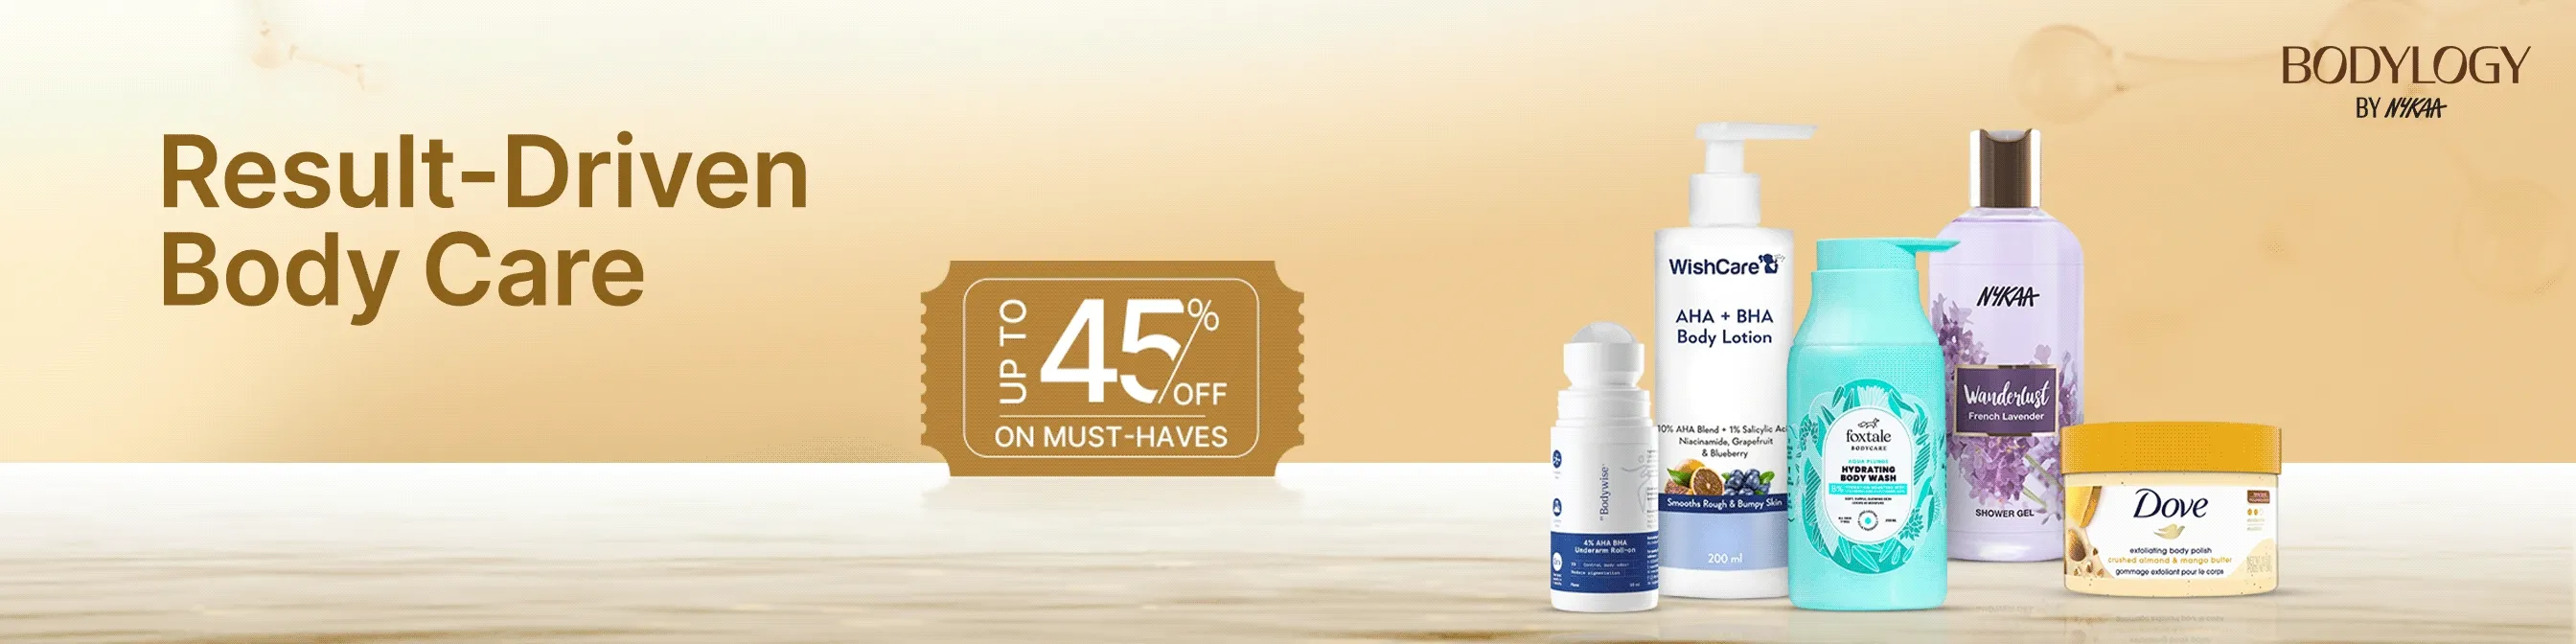 Result-Driven
Body Care
UP TO
45%
OFF
ON MUST-HAVES
BODYLOGY
BY NYKAA
Bodywise
4% AHA BHA
Underarm Roll-on
WishCare
AHA + BHA
Body Lotion
10% AHA Blend + 1% Salicylic
Niacinamide, Grapefruit
& Blueberry
Smooths Rough & Bumpy Skin
200 ml
foxtale
BODYCARE
AQUA PLUNGE
HYDRATING
BODY WASH
NYKAA
Wanderlust
French Lavender
SHOWER GEL
Dove
exfoliating body polish
crushed almond & mango butter
gommage exfoliant pour le corps